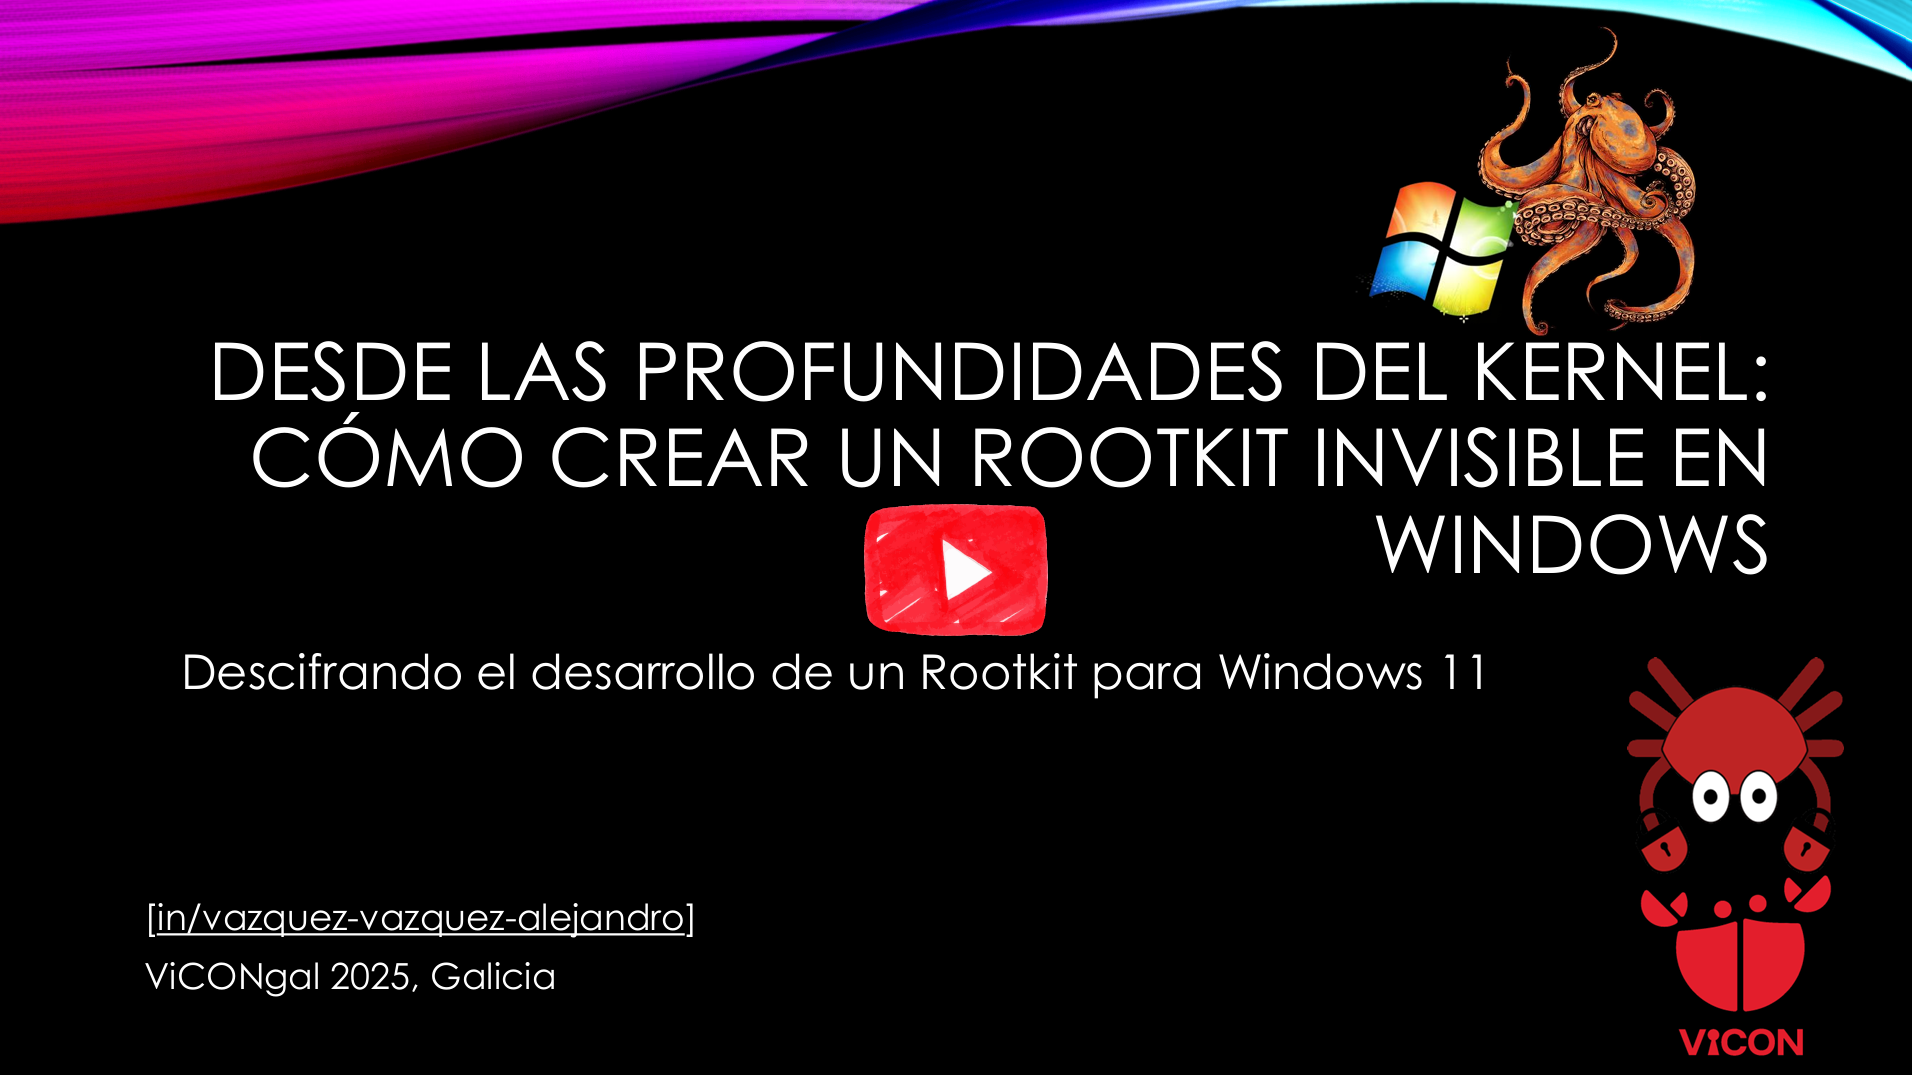 DESDE LAS PROFUNDIDADES DEL KERNEL:
CÓMO CREAR UN ROOTKIT INVISIBLE EN
WINDOWS
Descifrando el desarrollo de un Rootkit para Windows 11
[in/vazquez-vazquez-alejandro]
ViCONgal 2025, Galicia
ViCON